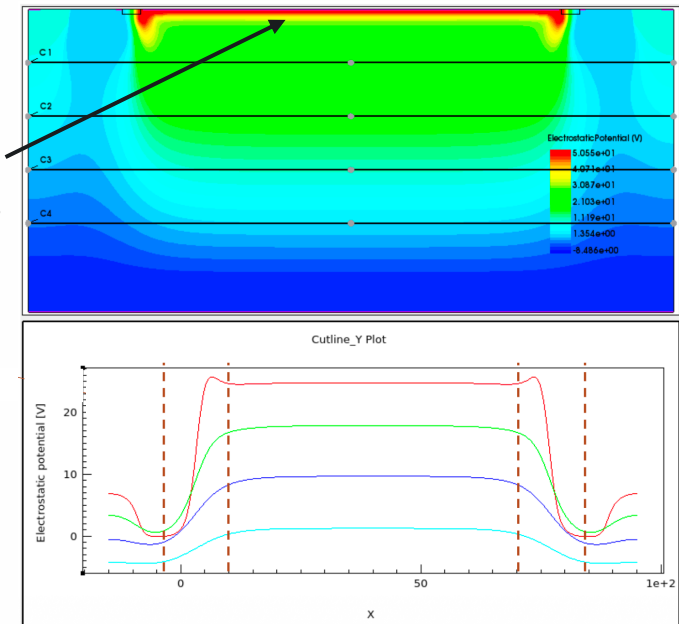 C1
C2
C3
C4
ElectrostaticPotential (V)
5.055e+01
4.071e+01
3.087e+01
2.103e+01
1.119e+01
1.354e+00
-8.486e+00
Cutline_Y Plot
Electrostatic potential [V]
20
10
0
0
50
1e+2
X